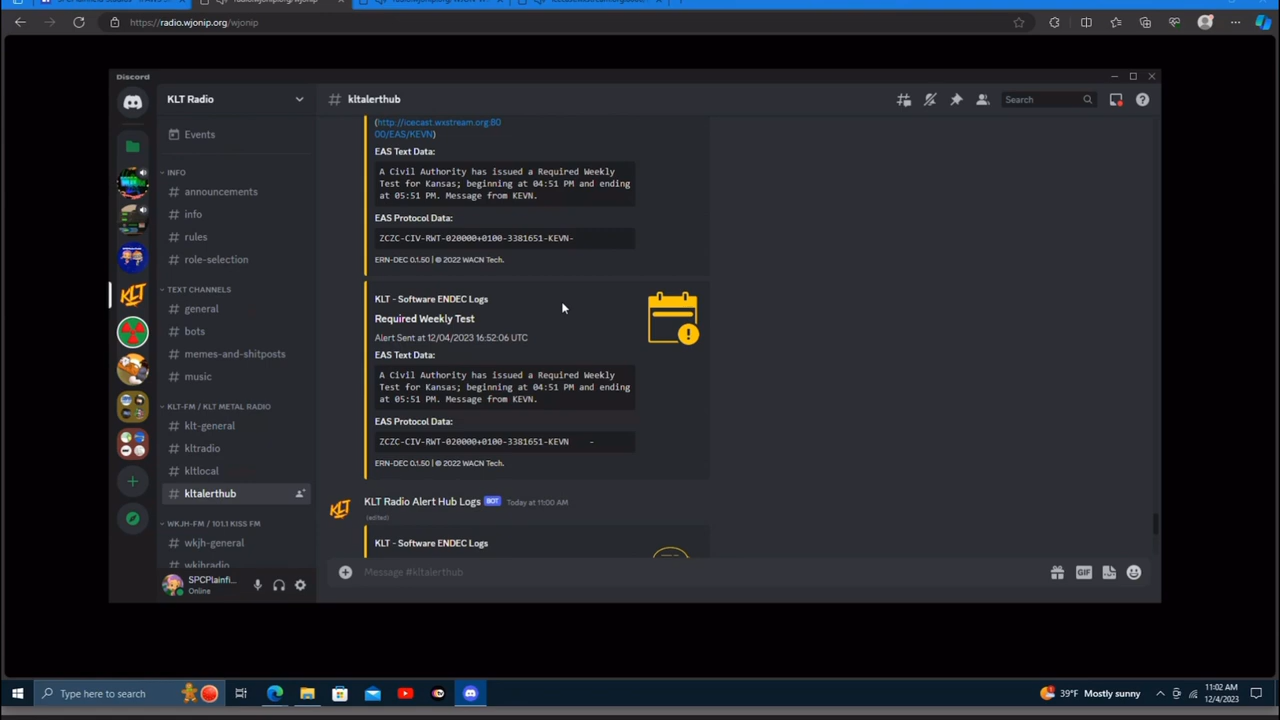 https://radio.wjonip.org/wjonip
Discord
KLT Radio
# kltalerthub
Search
Events
INFO
# announcements
# info
# rules
# role-selection
TEXT CHANNELS
# general
# bots
# memes-and-shitposts
# music
KLT-FM / KLT METAL RADIO
# klt-general
# kltradio
# kltlocal
# kltalerthub
WKJH-FM / 101.1 KISS FM
# wkjh-general
# wkjhradio
SPCPlainfi...
Online
(http://icecast.wxstream.org:80
00/EAS/KEVN)
EAS Text Data:
A Civil Authority has issued a Required Weekly
Test for Kansas; beginning at 04:51 PM and ending
at 05:51 PM. Message from KEVN.
EAS Protocol Data:
ZCZC-CIV-RWT-020000+0100-3381651-KEVN-
ERN-DEC 0.1.50 | © 2022 WACN Tech.
KLT - Software ENDEC Logs
Required Weekly Test
Alert Sent at 12/04/2023 16:52:06 UTC
EAS Text Data:
A Civil Authority has issued a Required Weekly
Test for Kansas; beginning at 04:51 PM and ending
at 05:51 PM. Message from KEVN.
EAS Protocol Data:
ZCZC-CIV-RWT-020000+0100-3381651-KEVN    -
ERN-DEC 0.1.50 | © 2022 WACN Tech.
KLT
KLT Radio Alert Hub Logs BOT Today at 11:00 AM
(edited)
KLT - Software ENDEC Logs
Message #kltalerthub
GIF
Type here to search
39°F Mostly sunny
11:02 AM
12/4/2023